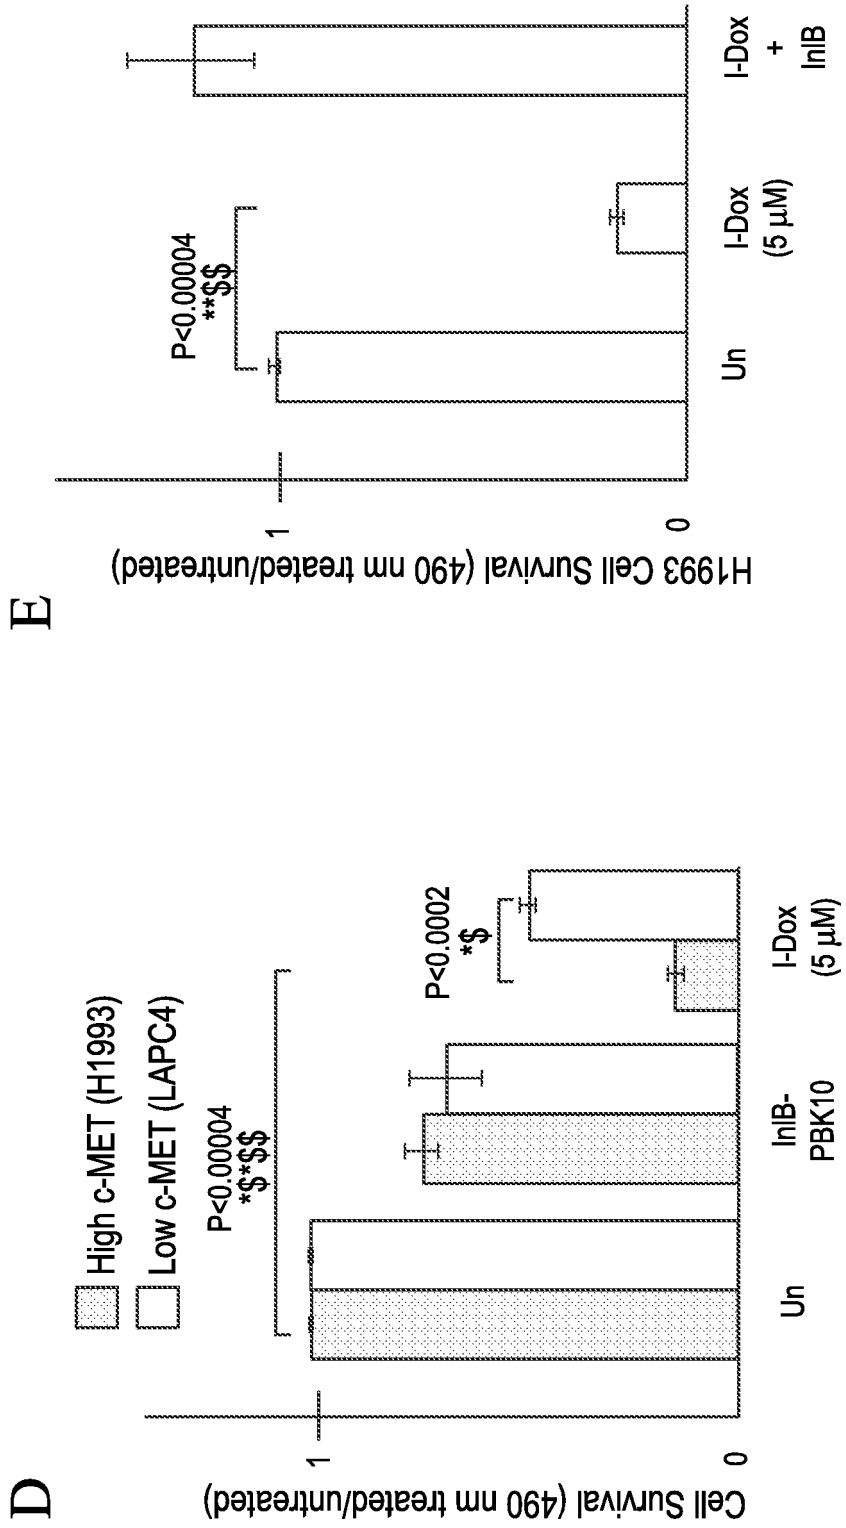 D
High c-MET (H1993)
Low c-MET (LAPC4)
P<0.00004
*$*$$
P<0.0002
*$
Cell Survival (490 nm treated/untreated)
1
0
Un
InlB-
PBK10
I-Dox
(5 µM)
E
P<0.00004
**$$
H1993 Cell Survival (490 nm treated/untreated)
1
0
Un
I-Dox
(5 µM)
I-Dox
+
InlB